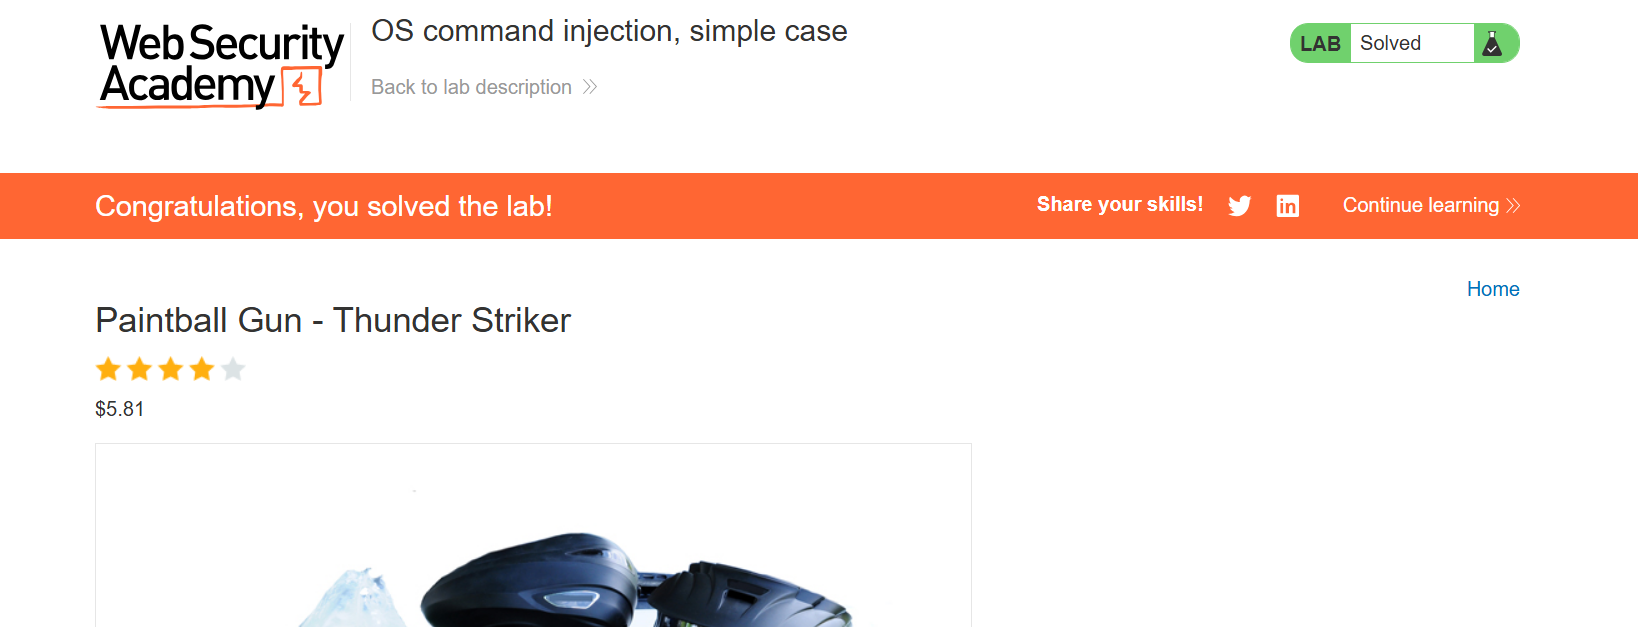 Web Security
Academy
OS command injection, simple case
Back to lab description
LAB Solved
Congratulations, you solved the lab!
Share your skills!
Continue learning
Home
Paintball Gun - Thunder Striker
$5.81